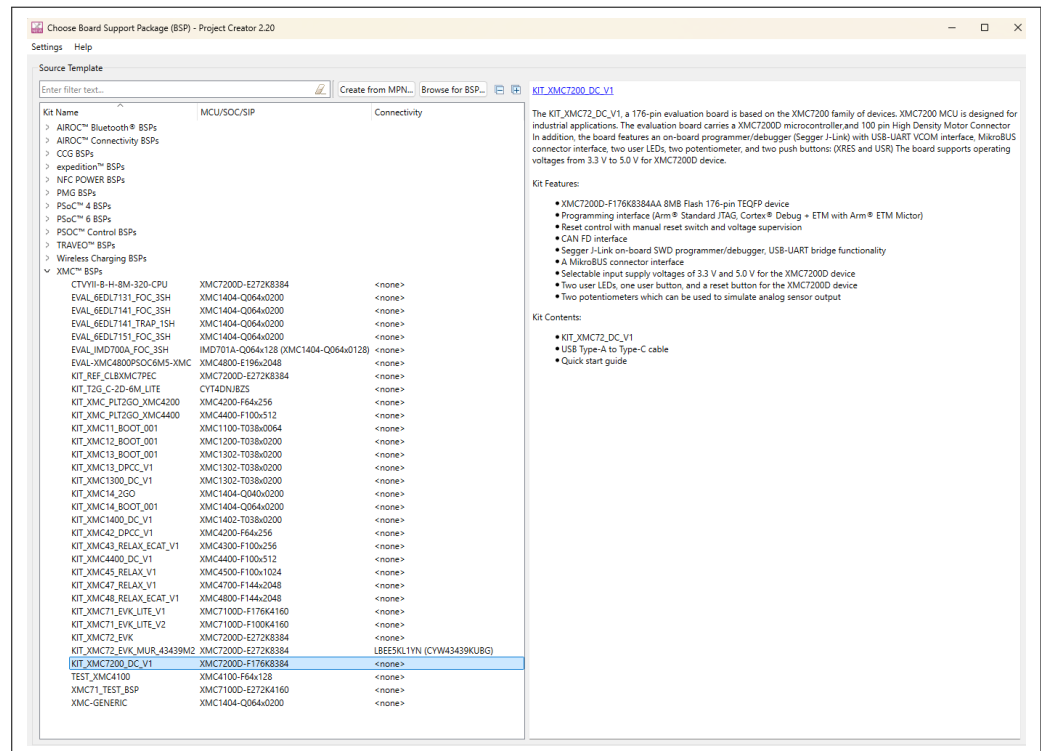 Choose Board Support Package (BSP) - Project Creator 2.20
Settings Help
Source Template
Enter filter text...
Create from MPN... Browse for BSP...
Kit Name MCU/SOC/SIP Connectivity
AIROC™ Bluetooth® BSPs
AIROC™ Connectivity BSPs
CCG BSPs
expedition™ BSPs
NFC POWER BSPs
PMG BSPs
PSoC™ 4 BSPs
PSoC™ 6 BSPs
PSOC™ Control BSPs
TRAVEO™ BSPs
Wireless Charging BSPs
XMC™ BSPs
CTVYII-B-H-8M-320-CPU XMC7200D-E272K8384 <none>
EVAL_6EDL7131_FOC_3SH XMC1404-Q064x0200 <none>
EVAL_6EDL7141_FOC_3SH XMC1404-Q064x0200 <none>
EVAL_6EDL7141_TRAP_1SH XMC1404-Q064x0200 <none>
EVAL_6EDL7151_FOC_3SH XMC1404-Q064x0200 <none>
EVAL_IMD700A_FOC_3SH IMD701A-Q064x128 (XMC1404-Q064x0128) <none>
EVAL-XMC4800PSOC6M5-XMC XMC4800-E196x2048 <none>
KIT_REF_CLBXMC7PEC XMC7200D-E272K8384 <none>
KIT_T2G_C-2D-6M_LITE CYT4DNJBZS <none>
KIT_XMC_PLT2GO_XMC4200 XMC4200-F64x256 <none>
KIT_XMC_PLT2GO_XMC4400 XMC4400-F100x512 <none>
KIT_XMC11_BOOT_001 XMC1100-T038x0064 <none>
KIT_XMC12_BOOT_001 XMC1200-T038x0200 <none>
KIT_XMC13_BOOT_001 XMC1302-T038x0200 <none>
KIT_XMC13_DPCC_V1 XMC1302-T038x0200 <none>
KIT_XMC1300_DC_V1 XMC1302-T038x0200 <none>
KIT_XMC14_2GO XMC1404-Q040x0200 <none>
KIT_XMC14_BOOT_001 XMC1404-Q064x0200 <none>
KIT_XMC1400_DC_V1 XMC1402-T038x0200 <none>
KIT_XMC42_DPCC_V1 XMC4200-F64x256 <none>
KIT_XMC43_RELAX_ECAT_V1 XMC4300-F100x256 <none>
KIT_XMC4400_DC_V1 XMC4400-F100x512 <none>
KIT_XMC45_RELAX_V1 XMC4500-F100x1024 <none>
KIT_XMC47_RELAX_V1 XMC4700-F144x2048 <none>
KIT_XMC48_RELAX_ECAT_V1 XMC4800-F144x2048 <none>
KIT_XMC71_EVK_LITE_V1 XMC7100D-F176K4160 <none>
KIT_XMC71_EVK_LITE_V2 XMC7100D-F100K4160 <none>
KIT_XMC72_EVK XMC7200D-E272K8384 <none>
KIT_XMC72_EVK_MUR_43439M2 XMC7200D-E272K8384 LBEE5KL1YN (CYW43439KUBG)
KIT_XMC7200_DC_V1 XMC7200D-F176K8384 <none>
TEST_XMC4100 XMC4100-F64x128 <none>
XMC71_TEST_BSP XMC7100D-E272K4160 <none>
XMC-GENERIC XMC1404-Q064x0200 <none>
KIT_XMC7200_DC_V1
The KIT_XMC72_DC_V1, a 176-pin evaluation board is based on the XMC7200 family of devices. XMC7200 MCU is designed for
industrial applications. The evaluation board carries a XMC7200D microcontroller,and 100 pin High Density Motor Connector
In addition, the board features an on-board programmer/debugger (Segger J-Link) with USB-UART VCOM interface, MikroBUS
connector interface, two user LEDs, two potentiometer, and two push buttons: (XRES and USR) The board supports operating
voltages from 3.3 V to 5.0 V for XMC7200D device.
Kit Features:
● XMC7200D-F176K8384AA 8MB Flash 176-pin TEQFP device
● Programming interface (Arm® Standard JTAG, Cortex® Debug + ETM with Arm® ETM Mictor)
● Reset control with manual reset switch and voltage supervision
● CAN FD interface
● Segger J-Link on-board SWD programmer/debugger, USB-UART bridge functionality
● A MikroBUS connector interface
● Selectable input supply voltages of 3.3 V and 5.0 V for the XMC7200D device
● Two user LEDs, one user button, and a reset button for the XMC7200D device
● Two potentiometers which can be used to simulate analog sensor output
Kit Contents:
● KIT_XMC72_DC_V1
● USB Type-A to Type-C cable
● Quick start guide